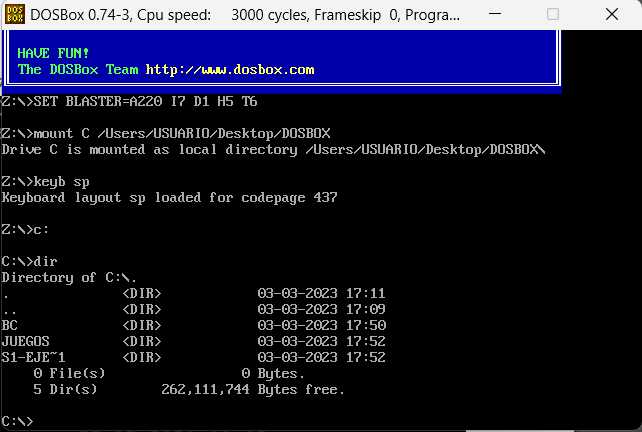 DOSBox 0.74-3, Cpu speed:    3000 cycles, Frameskip  0, Progra...
HAVE FUN!
The DOSBox Team http://www.dosbox.com
Z:\>SET BLASTER=A220 I7 D1 H5 T6
Z:\>mount C /Users/USUARIO/Desktop/DOSBOX
Drive C is mounted as local directory /Users/USUARIO/Desktop/DOSBOX\
Z:\>keyb sp
Keyboard layout sp loaded for codepage 437
Z:\>c:
C:\>dir
Directory of C:\.
.              <DIR>            03-03-2023 17:11
..             <DIR>            03-03-2023 17:09
BC             <DIR>            03-03-2023 17:50
JUEGOS         <DIR>            03-03-2023 17:52
S1-EJE~1       <DIR>            03-03-2023 17:52
    0 File(s)                 0 Bytes.
    5 Dir(s)        262,111,744 Bytes free.
C:\>